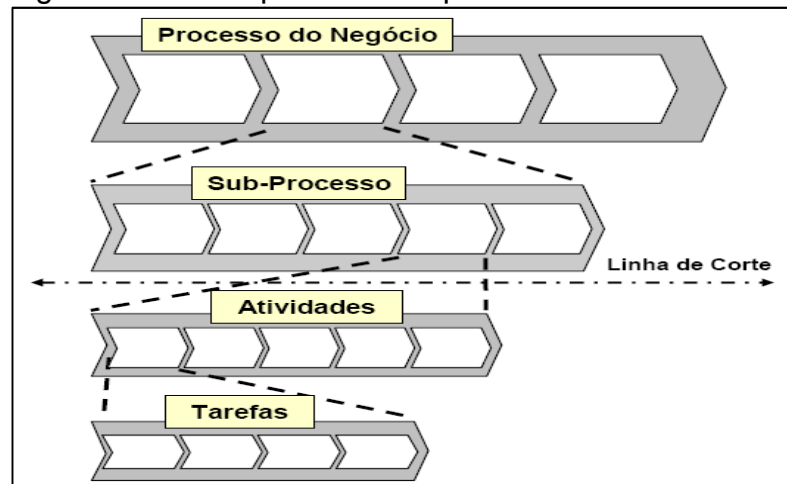 Processo do Negócio
Sub-Processo
Linha de Corte
Atividades
Tarefas